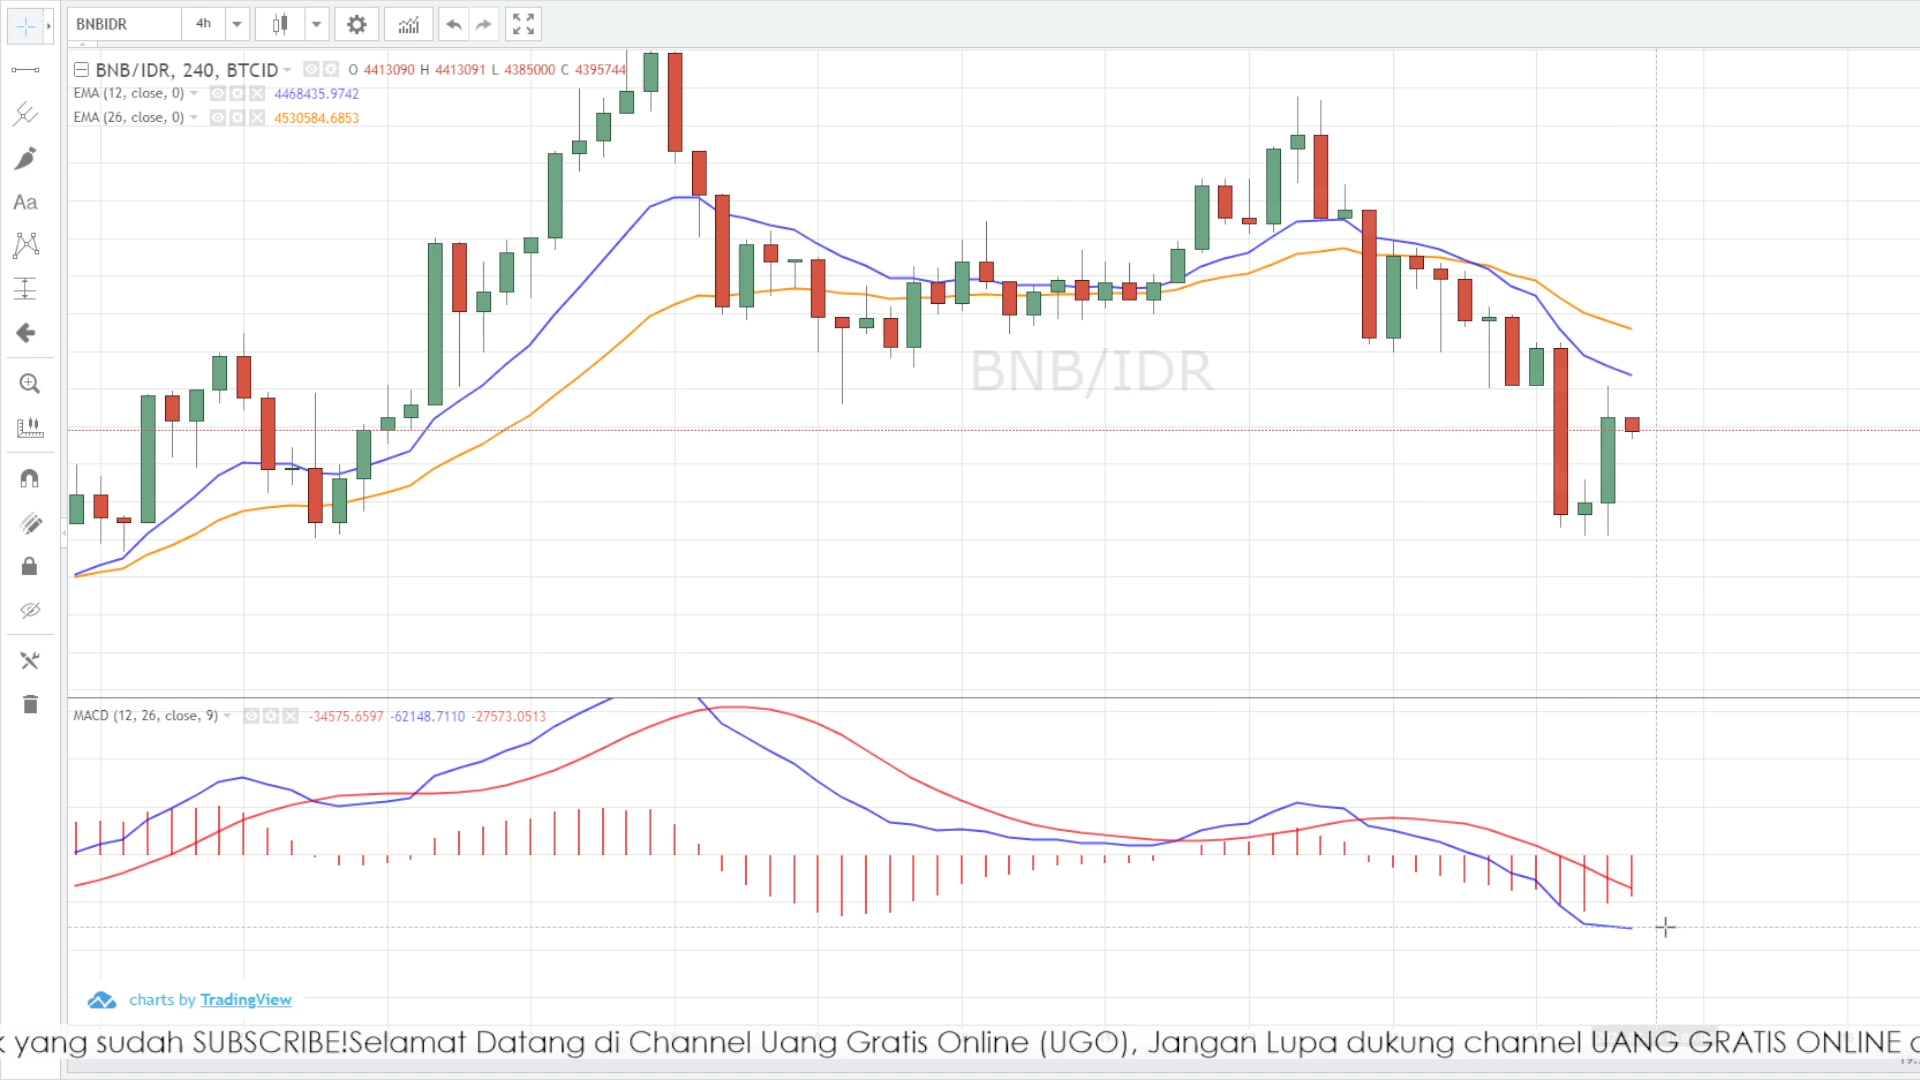 BNBIDR 4h
BNB/IDR, 240, BTCID O 4413090 H 4413091 L 4385000 C 4395744
EMA (12, close, 0) 4468435.9742
EMA (26, close, 0) 4530584.6853
Aa
BNB/IDR
MACD (12, 26, close, 9) -34575.6597 -62148.7110 -27573.0513
charts by TradingView
yang sudah SUBSCRIBE!Selamat Datang di Channel Uang Gratis Online (UGO), Jangan Lupa dukung channel UANG GRATIS ONLINE